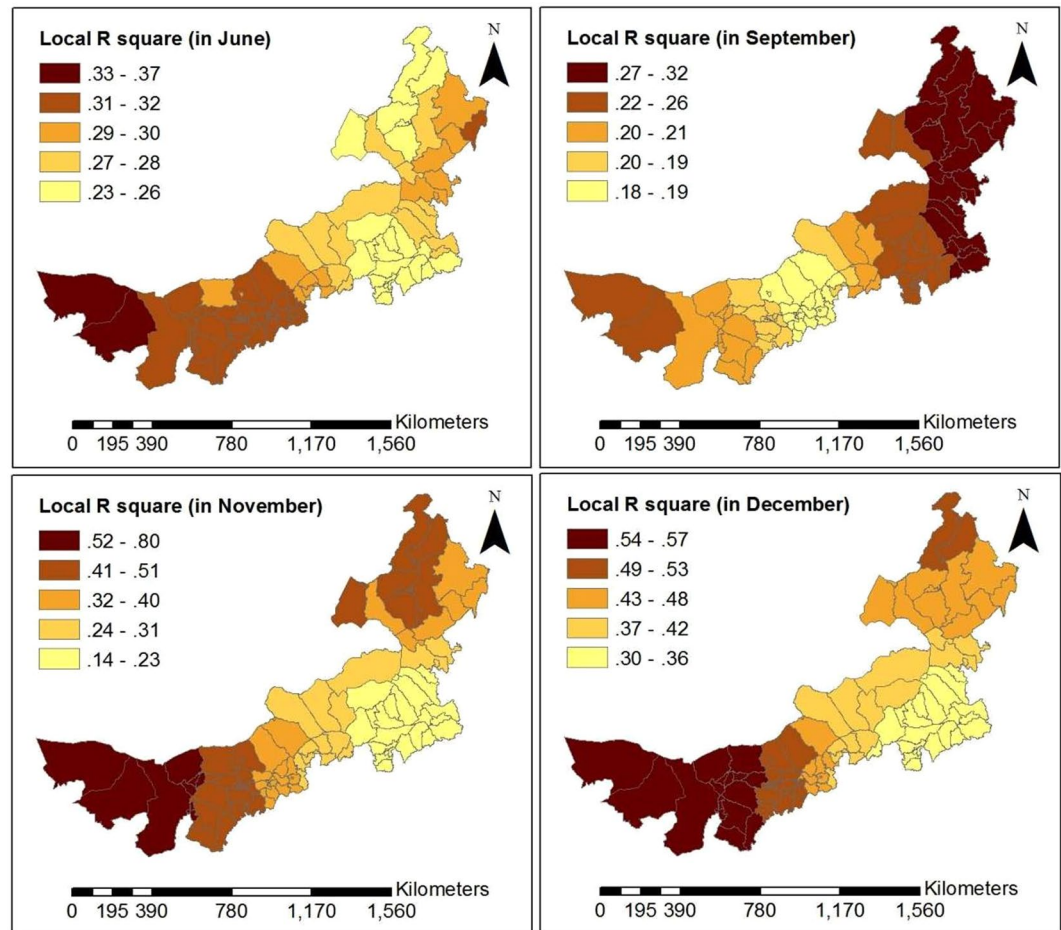 Local R square (in June)
N
.33 - .37
.31 - .32
.29 - .30
.27 - .28
.23 - .26
Kilometers
0 195 390 780 1,170 1,560
Local R square (in September)
N
.27 - .32
.22 - .26
.20 - .21
.20 - .19
.18 - .19
Kilometers
0 195 390 780 1,170 1,560
Local R square (in November)
N
.52 - .80
.41 - .51
.32 - .40
.24 - .31
.14 - .23
Kilometers
0 195 390 780 1,170 1,560
Local R square (in December)
N
.54 - .57
.49 - .53
.43 - .48
.37 - .42
.30 - .36
Kilometers
0 195 390 780 1,170 1,560